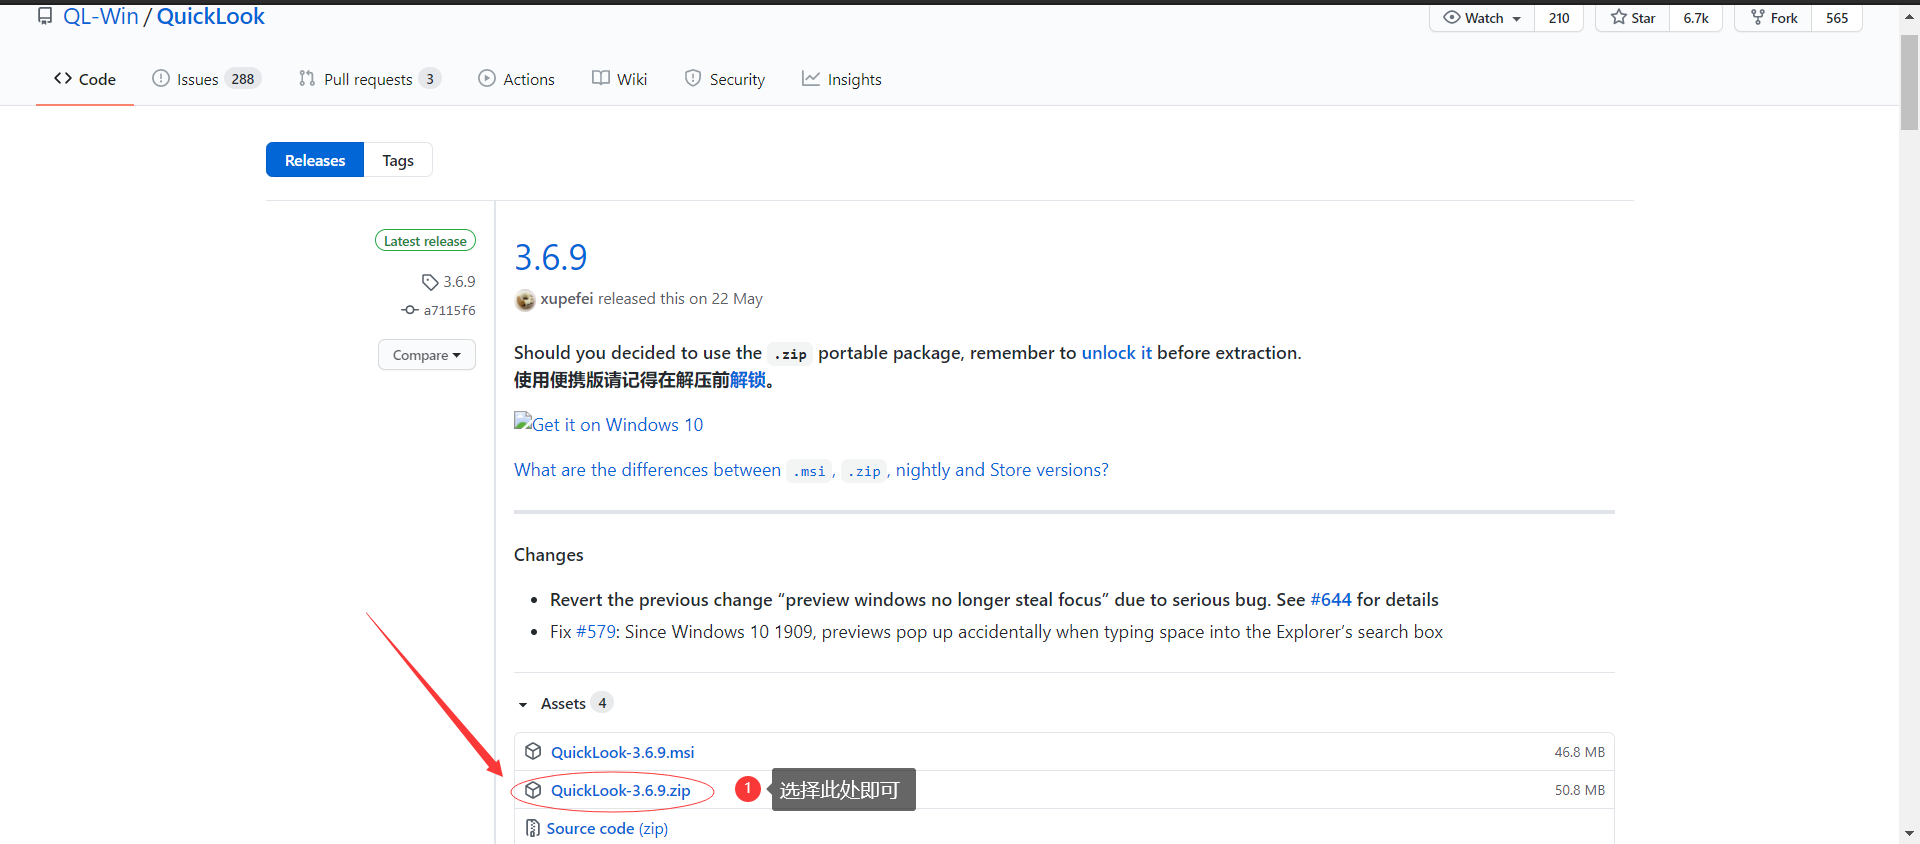 QL-Win / QuickLook
Watch 210 Star 6.7k Fork 565
Code Issues 288 Pull requests 3 Actions Wiki Security Insights
Releases Tags
Latest release
3.6.9
a7115f6
Compare
3.6.9
xupefei released this on 22 May
Should you decided to use the .zip portable package, remember to unlock it before extraction.
使用便携版请记得在解压前解锁。
Get it on Windows 10
What are the differences between .msi, .zip, nightly and Store versions?
Changes
Revert the previous change “preview windows no longer steal focus” due to serious bug. See #644 for details
Fix #579: Since Windows 10 1909, previews pop up accidentally when typing space into the Explorer’s search box
Assets 4
QuickLook-3.6.9.msi 46.8 MB
QuickLook-3.6.9.zip 1 选择此处即可 50.8 MB
Source code (zip)